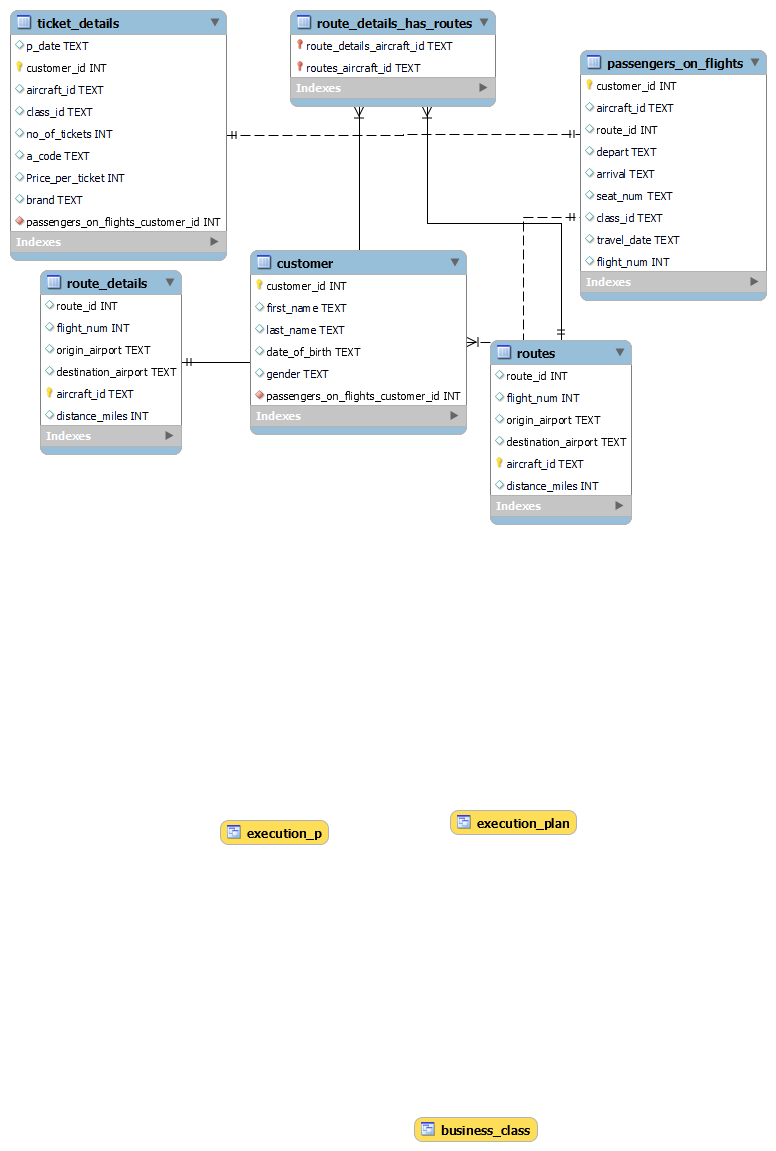 ticket_details
p_date TEXT
customer_id INT
aircraft_id TEXT
class_id TEXT
no_of_tickets INT
a_code TEXT
Price_per_ticket INT
brand TEXT
passengers_on_flights_customer_id INT
Indexes
route_details_has_routes
route_details_aircraft_id TEXT
routes_aircraft_id TEXT
Indexes
passengers_on_flights
customer_id INT
aircraft_id TEXT
route_id INT
depart TEXT
arrival TEXT
seat_num TEXT
class_id TEXT
travel_date TEXT
flight_num INT
Indexes
route_details
route_id INT
flight_num INT
origin_airport TEXT
destination_airport TEXT
aircraft_id TEXT
distance_miles INT
Indexes
customer
customer_id INT
first_name TEXT
last_name TEXT
date_of_birth TEXT
gender TEXT
passengers_on_flights_customer_id INT
Indexes
routes
route_id INT
flight_num INT
origin_airport TEXT
destination_airport TEXT
aircraft_id TEXT
distance_miles INT
Indexes
execution_p
execution_plan
business_class